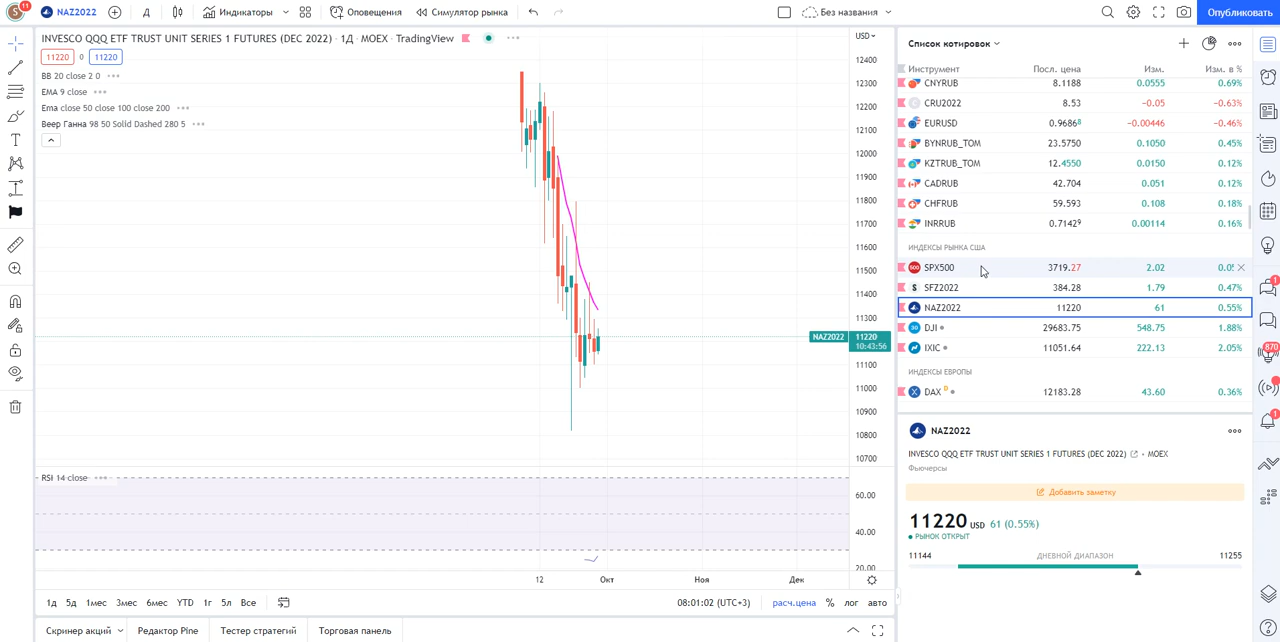 11
NAZ2022
Д
Индикаторы
Оповещения
Симулятор рынка
Без названия
Опубликовать
INVESCO QQQ ETF TRUST UNIT SERIES 1 FUTURES (DEC 2022) · 1Д · MOEX · TradingView
11220 0 11220
BB 20 close 2 0
EMA 9 close
Ema close 50 close 100 close 200
Веер Ганна 98 50 Solid Dashed 280 5
USD
12400
12300
12200
12100
12000
11900
11800
11700
11600
11500
11400
11300
NAZ2022 11220
10:43:56
11100
11000
10900
10800
10700
RSI 14 close
60.00
40.00
20.00
12 Окт Ноя Дек
1д 5д 1мес 3мес 6мес YTD 1г 5л Все
08:01:02 (UTC+3) расч.цена % лог авто
Скринер акций Редактор Pine Тестер стратегий Торговая панель
Список котировок
Инструмент Посл. цена Изм. Изм. в %
CNYRUB 8.1188 0.0555 0.69%
CRU2022 8.53 −0.05 −0.63%
EURUSD 0.9686⁸ −0.00446 −0.46%
BYNRUB_TOM 23.5750 0.1050 0.45%
KZTRUB_TOM 12.4550 0.0150 0.12%
CADRUB 42.704 0.051 0.12%
CHFRUB 59.593 0.108 0.18%
INRRUB 0.7142⁹ 0.00114 0.16%
ИНДЕКСЫ РЫНКА США
500 SPX500 3719.27 2.02 0.05
S SFZ2022 384.28 1.79 0.47%
NAZ2022 11220 61 0.55%
30 DJI 29683.75 548.75 1.88%
IXIC 11051.64 222.13 2.05%
ИНДЕКСЫ ЕВРОПЫ
DAX D 12183.28 43.60 0.36%
NAZ2022
INVESCO QQQ ETF TRUST UNIT SERIES 1 FUTURES (DEC 2022) • MOEX
Фьючерсы
Добавить заметку
11220 USD 61 (0.55%)
РЫНОК ОТКРЫТ
11144 ДНЕВНОЙ ДИАПАЗОН 11255
1
870
1